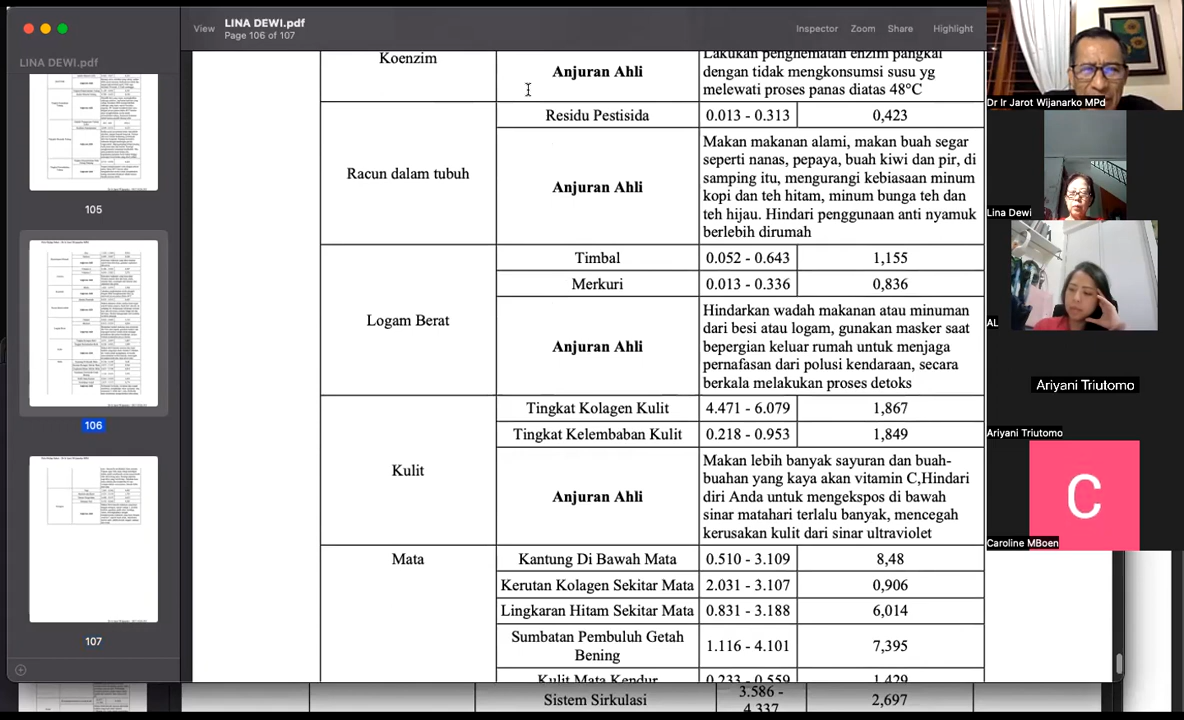 View
LINA DEWI.pdf
Page 106 of 107
Inspector
Zoom
Share
Highlight
LINA DEWI.pdf
105
106
107
Koenzim
Anjuran Ahli
Lakukan penghematan enzim pangkal
dengan tidak mengkonsumsi susu yg
melewati proses panas diatas 48°C
Racun dalam tubuh
Residu Pestisida
0.013 - 0.313
0,423
Anjuran Ahli
Makan makanan alami, makan buah segar
seperti nanas, pepaya, buah kiwi dan pir, di
samping itu, mengurangi kebiasaan minum
kopi dan teh hitam, minum bunga teh dan
teh hijau. Hindari penggunaan anti nyamuk
berlebih dirumah
Logam Berat
Timbal
0.052 - 0.643
1,155
Merkuri
0.013 - 0.336
0,836
Anjuran Ahli
Hindarkan wadah makanan dan minuman
dari besi atau logam, gunakan masker saat
bepergian keluar rumah untuk menjaga
pernafasan dari polusi kendaraan, secara
berkala melakukan proses detoks
Kulit
Tingkat Kolagen Kulit
4.471 - 6.079
1,867
Tingkat Kelembaban Kulit
0.218 - 0.953
1,849
Anjuran Ahli
Makan lebih banyak sayuran dan buah-
buahan yang kaya akan vitamin C,Hindari
diri Anda untuk mengekspos di bawah
sinar matahari terlalu banyak, mencegah
kerusakan kulit dari sinar ultraviolet
Mata
Kantung Di Bawah Mata
0.510 - 3.109
8,48
Kerutan Kolagen Sekitar Mata
2.031 - 3.107
0,906
Lingkaran Hitam Sekitar Mata
0.831 - 3.188
6,014
Sumbatan Pembuluh Getah
Bening
1.116 - 4.101
7,395
Kulit Mata Kendur
0.233 - 0.559
1,429
Sistem Sirkulasi
3.586 -
4.337
2,697
Dr Ir Jarot Wijanarko MPd
Lina Dewi
AL
Ariyani Triutomo
Ariyani Triutomo
C
Caroline MBoen